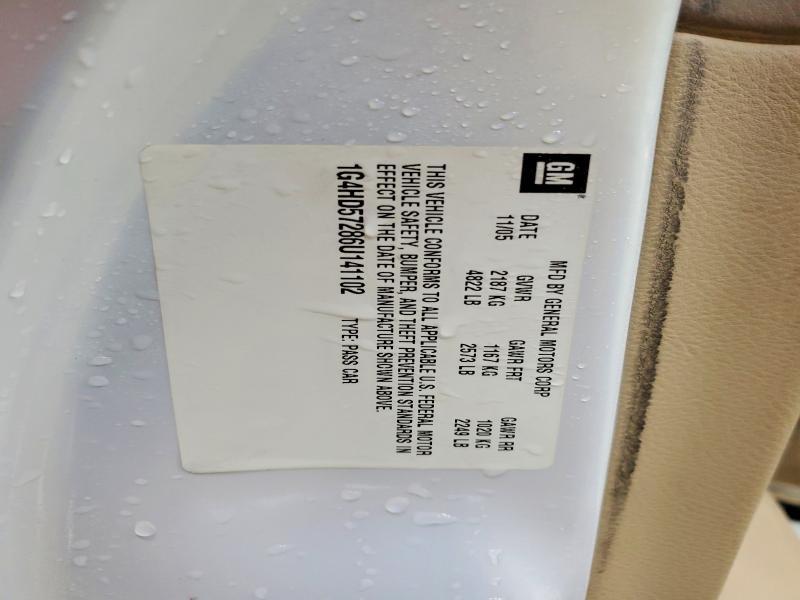 GM
MFD BY GENERAL MOTORS CORP
DATE GVWR GAWR FRT GAWR RR
11/05 2187 KG 1167 KG 1020 KG
4822 LB 2573 LB 2249 LB
THIS VEHICLE CONFORMS TO ALL APPLICABLE U.S. FEDERAL MOTOR
VEHICLE SAFETY, BUMPER, AND THEFT PREVENTION STANDARDS IN
EFFECT ON THE DATE OF MANUFACTURE SHOWN ABOVE.
1G4HD57286U141102 TYPE: PASS CAR